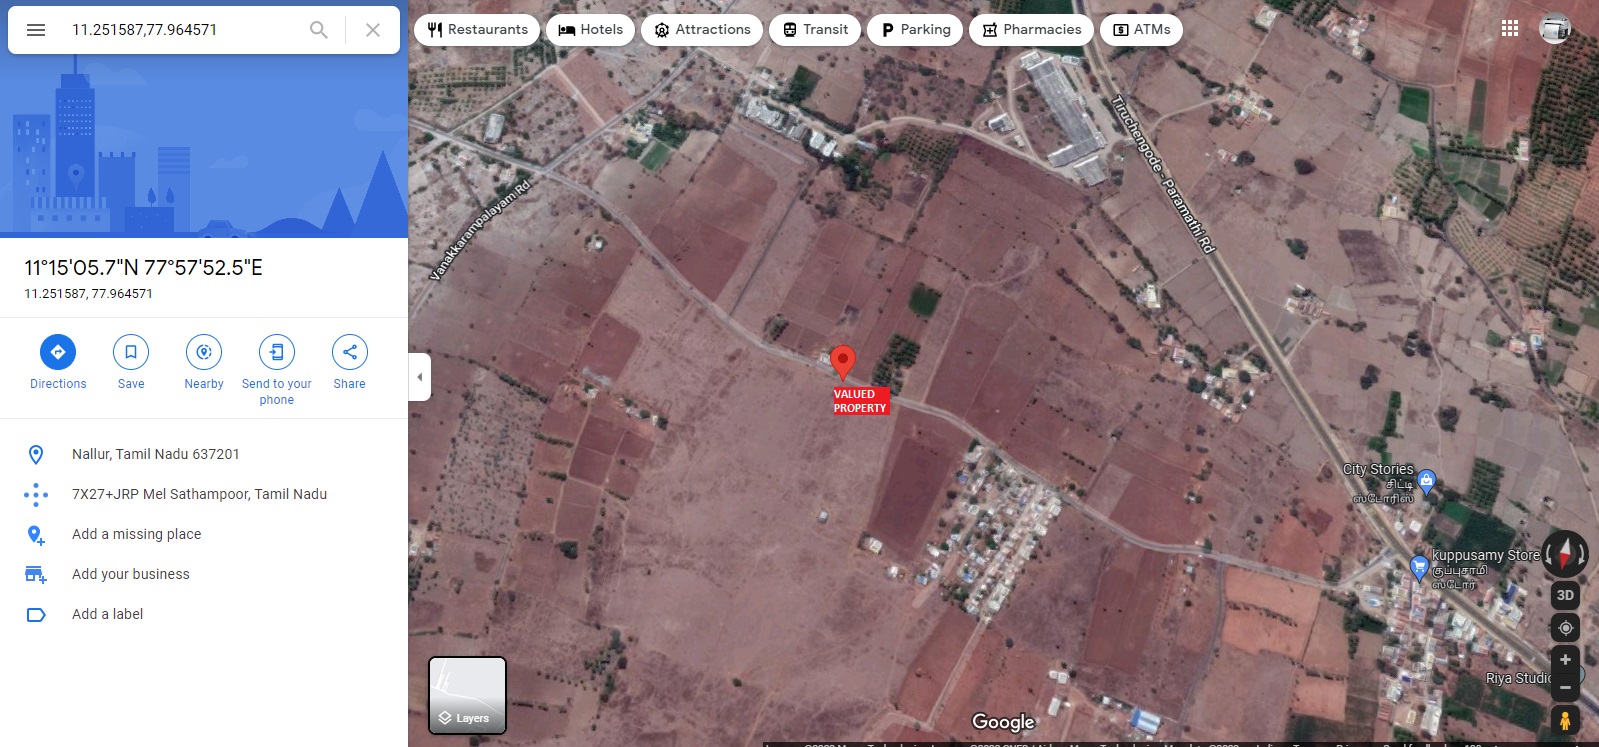 11.251587,77.964571
Restaurants
Hotels
Attractions
Transit
Parking
Pharmacies
ATMs
11°15'05.7"N 77°57'52.5"E
11.251587, 77.964571
Directions
Save
Nearby
Send to your
phone
Share
Nallur, Tamil Nadu 637201
7X27+JRP Mel Sathampoor, Tamil Nadu
Add a missing place
Add your business
Add a label
Vanakkarampalayam Rd
Tiruchengode - Paramathi Rd
VALUED
PROPERTY
City Stories
சிட்டி
ஸ்டோரிஸ்
kuppusamy Store
குப்புசாமி
ஸ்டோர்
3D
Riya Studio
Layers
Google